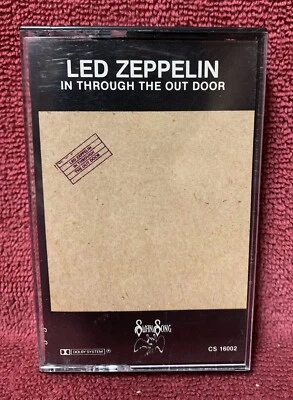 LED ZEPPELIN
IN THROUGH THE OUT DOOR
LED ZEPPELIN
IN THROUGH
THE OUT DOOR
DOLBY SYSTEM
SWAN SONG
CS 16002